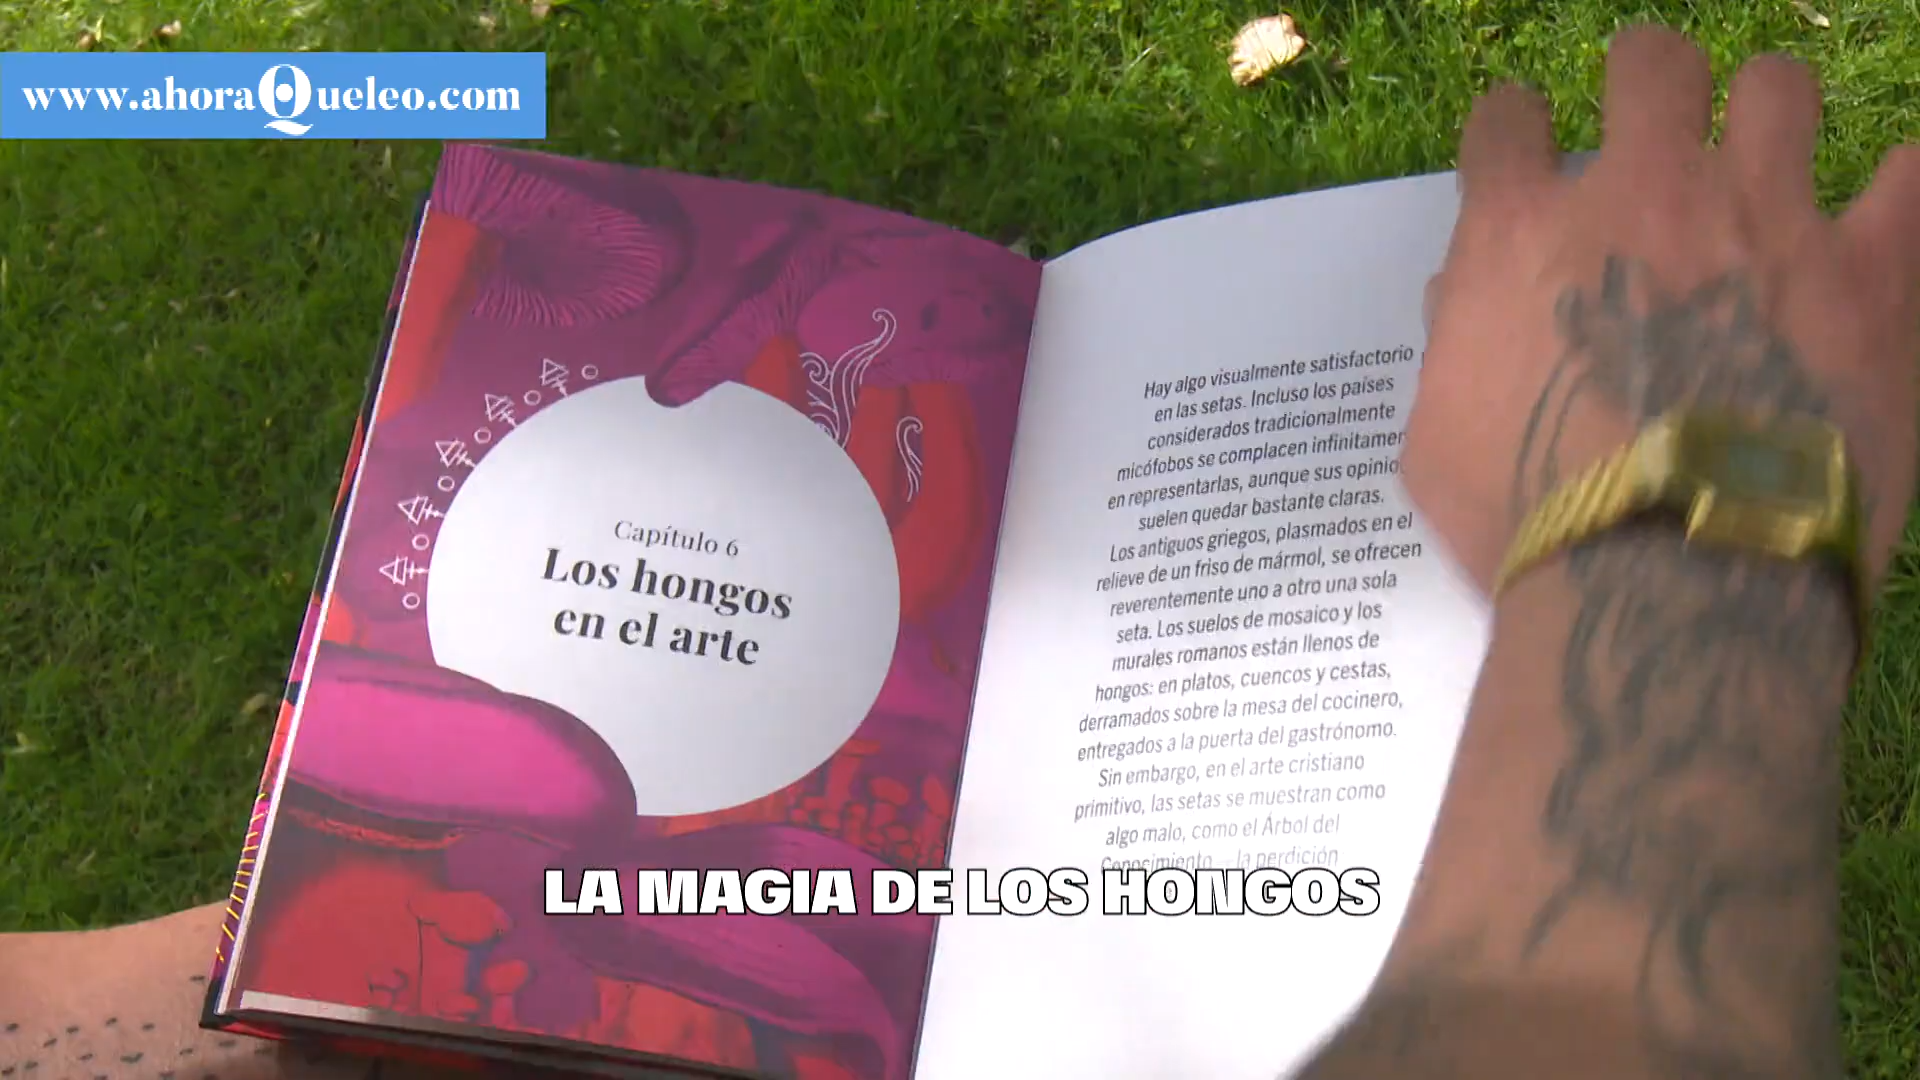 www.ahoraQueleo.com
Capítulo 6
Los hongos
en el arte
Hay algo visualmente satisfactorio
en las setas. Incluso los países
considerados tradicionalmente
micófobos se complacen
en representarlas, aunque sus
suelen quedar bastante claras.
Los antiguos griegos, plasmados en el
relieve de un friso de mármol, se ofrecen
reverentemente uno a otro una sola
seta. Los suelos de mosaico y los
murales romanos están llenos de
hongos: en platos, cuencos y cestas,
derramados sobre la mesa del cocinero,
entregados a la puerta del gastrónomo.
Sin embargo, en el arte cristiano
primitivo, las setas se muestran como
algo malo, como el Árbol del
Conocimiento—la perdición
LA MAGIA DE LOS HONGOS